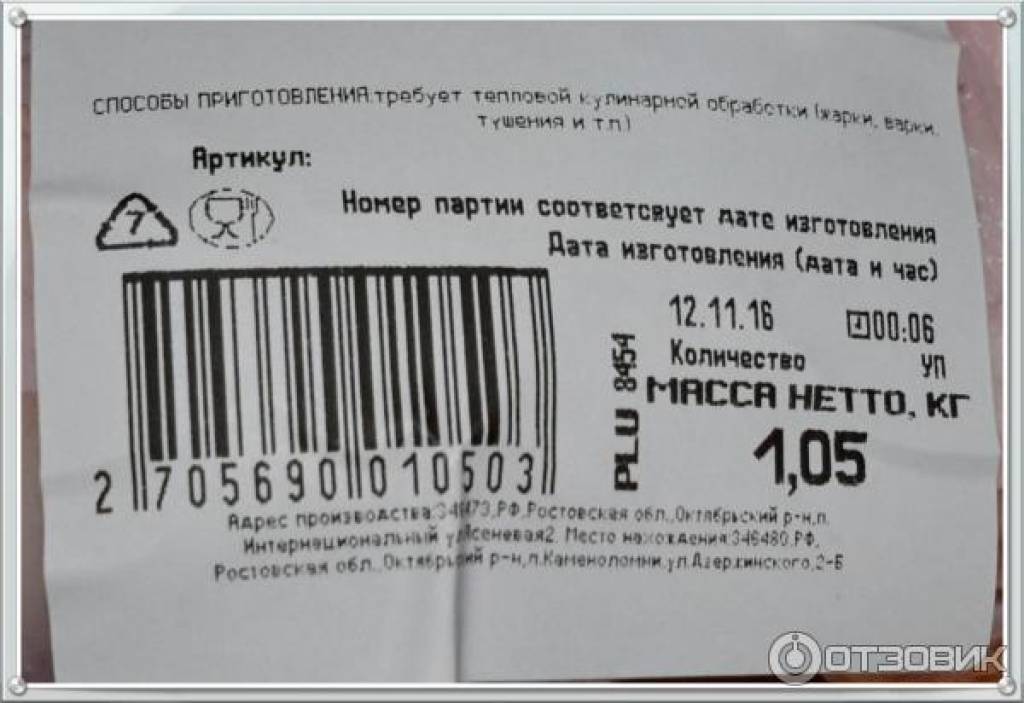 СПОСОБЫ ПРИГОТОВЛЕНИЯ:требует тепловой кулинарной обработки (жарки, варки,
тушения и т.п.)
Артикул:
7
Номер партии соответсвует дате изготовления
Дата изготовления (дата и час)
12.11.16 00:06
Количество УП
PLU 8454
МАССА НЕТТО, КГ
1,05
2 705690 010503
Адрес производства: РФ,Ростовская обл.,Октябрьский р-н,п.
Интернациональный ул Ясеневая2. Место нахождения:346480,РФ,
Ростовская обл.,Октябрьский р-н,п.Каменоломни,ул.Дзержинского,2-Б
ОТЗОВИК